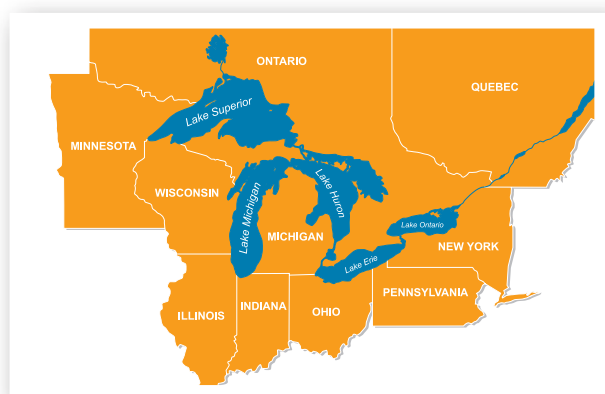 ONTARIO
QUEBEC
Lake Superior
MINNESOTA
WISCONSIN
Lake Michigan
Lake Huron
MICHIGAN
Lake Ontario
NEW YORK
Lake Erie
PENNSYLVANIA
ILLINOIS
INDIANA
OHIO